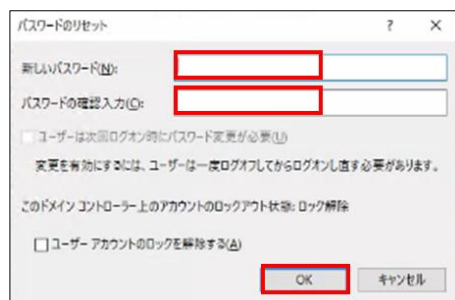 パスワードのリセット ? ×
新しいパスワード(N):
パスワードの確認入力(C):
ユーザーは次回ログオン時にパスワード変更が必要(U)
変更を有効にするには、ユーザーは一度ログオフしてからログオンし直す必要があります。
このドメイン コントローラー上のアカウントのロックアウト状態: ロック解除
ユーザー アカウントのロックを解除する(A)
OK キャンセル